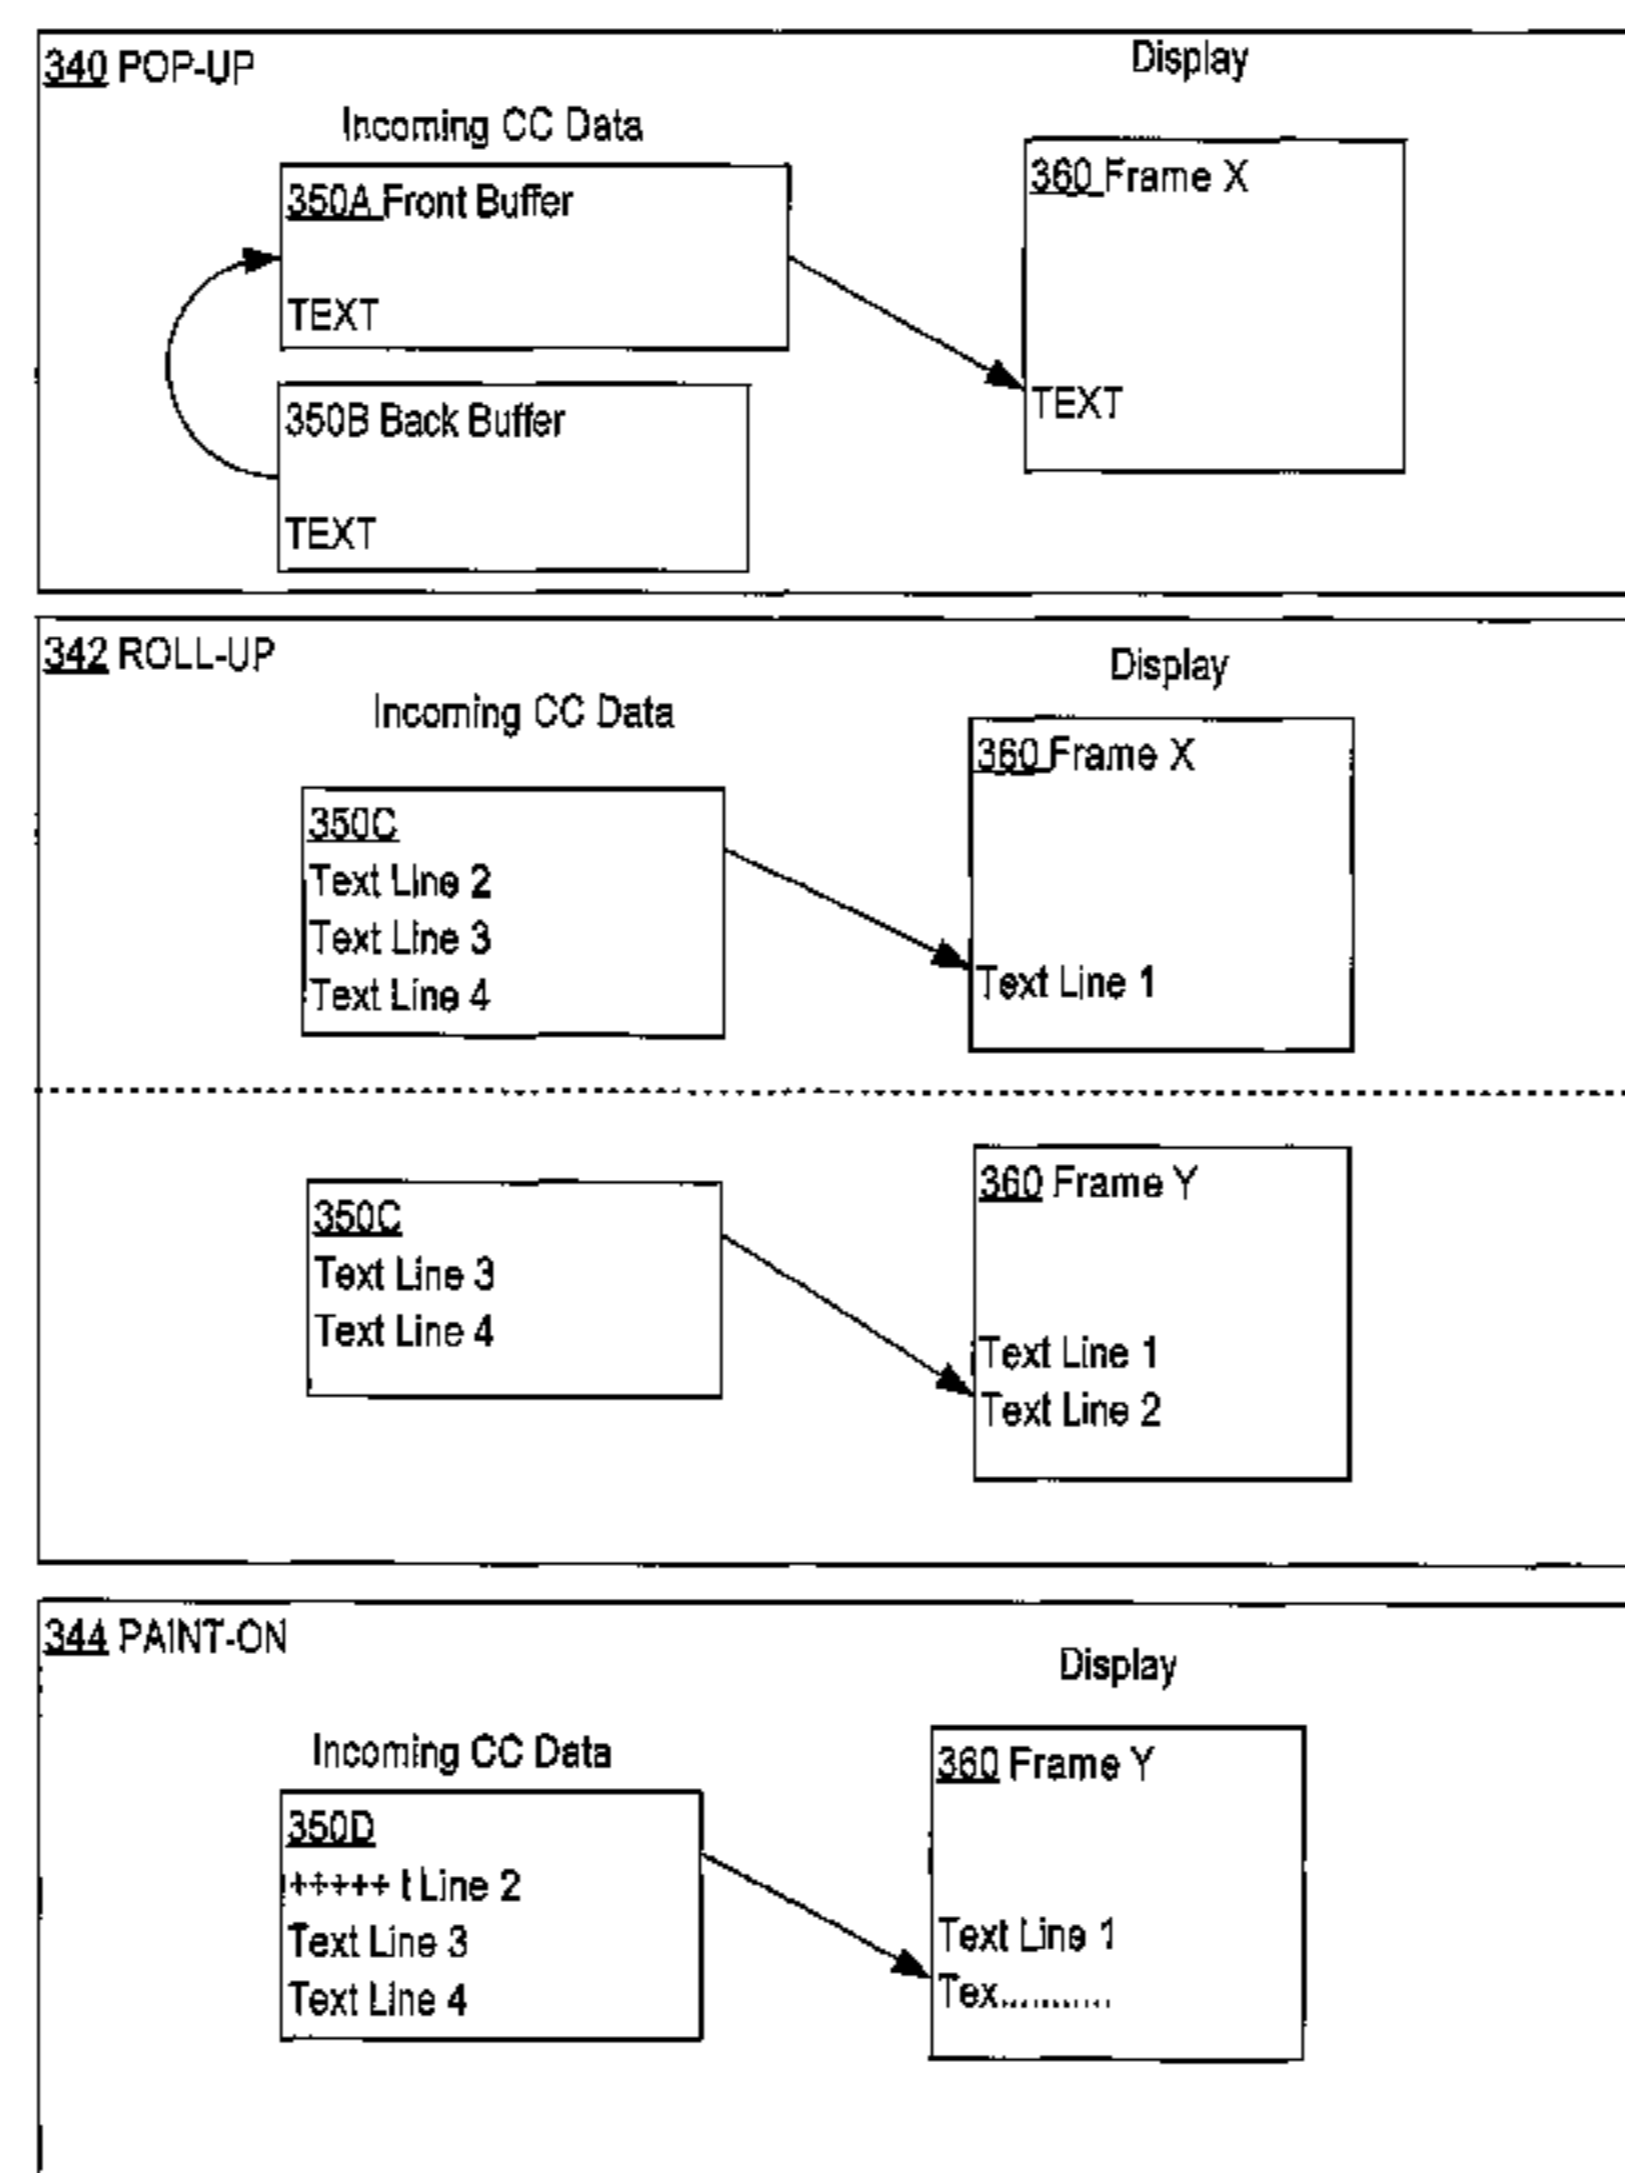 340 POP-UP
Display
Incoming CC Data
350A Front Buffer
TEXT
360 Frame X
TEXT
350B Back Buffer
TEXT
342 ROLL-UP
Display
Incoming CC Data
350C
Text Line 2
Text Line 3
Text Line 4
360 Frame X
Text Line 1
350C
Text Line 3
Text Line 4
360 Frame Y
Text Line 1
Text Line 2
344 PAINT-ON
Display
Incoming CC Data
350D
+++++ t Line 2
Text Line 3
Text Line 4
360 Frame Y
Text Line 1
Tex...........